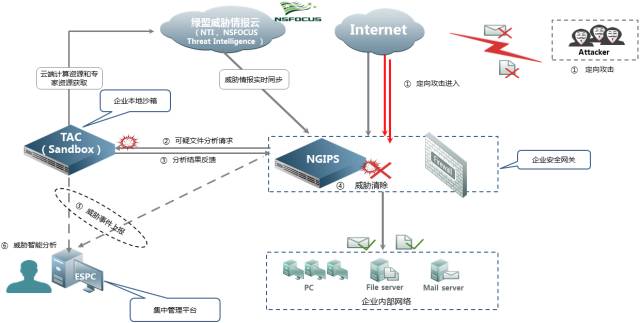 绿盟威胁情报云
（NTI， NSFOCUS
Threat Intelligence ）
NSFOCUS
Internet
Attacker
① 定向攻击
云端计算资源和专
家资源获取
威胁情报实时同步
① 定向攻击进入
企业本地沙箱
TAC
（Sandbox）
② 可疑文件分析请求
③ 分析结果反馈
NGIPS
④ 威胁清除
Firewall
企业安全网关
⑤ 威胁事件上报
⑥ 威胁智能分析
ESPC
集中管理平台
PC
File server
Mail server
企业内部网络